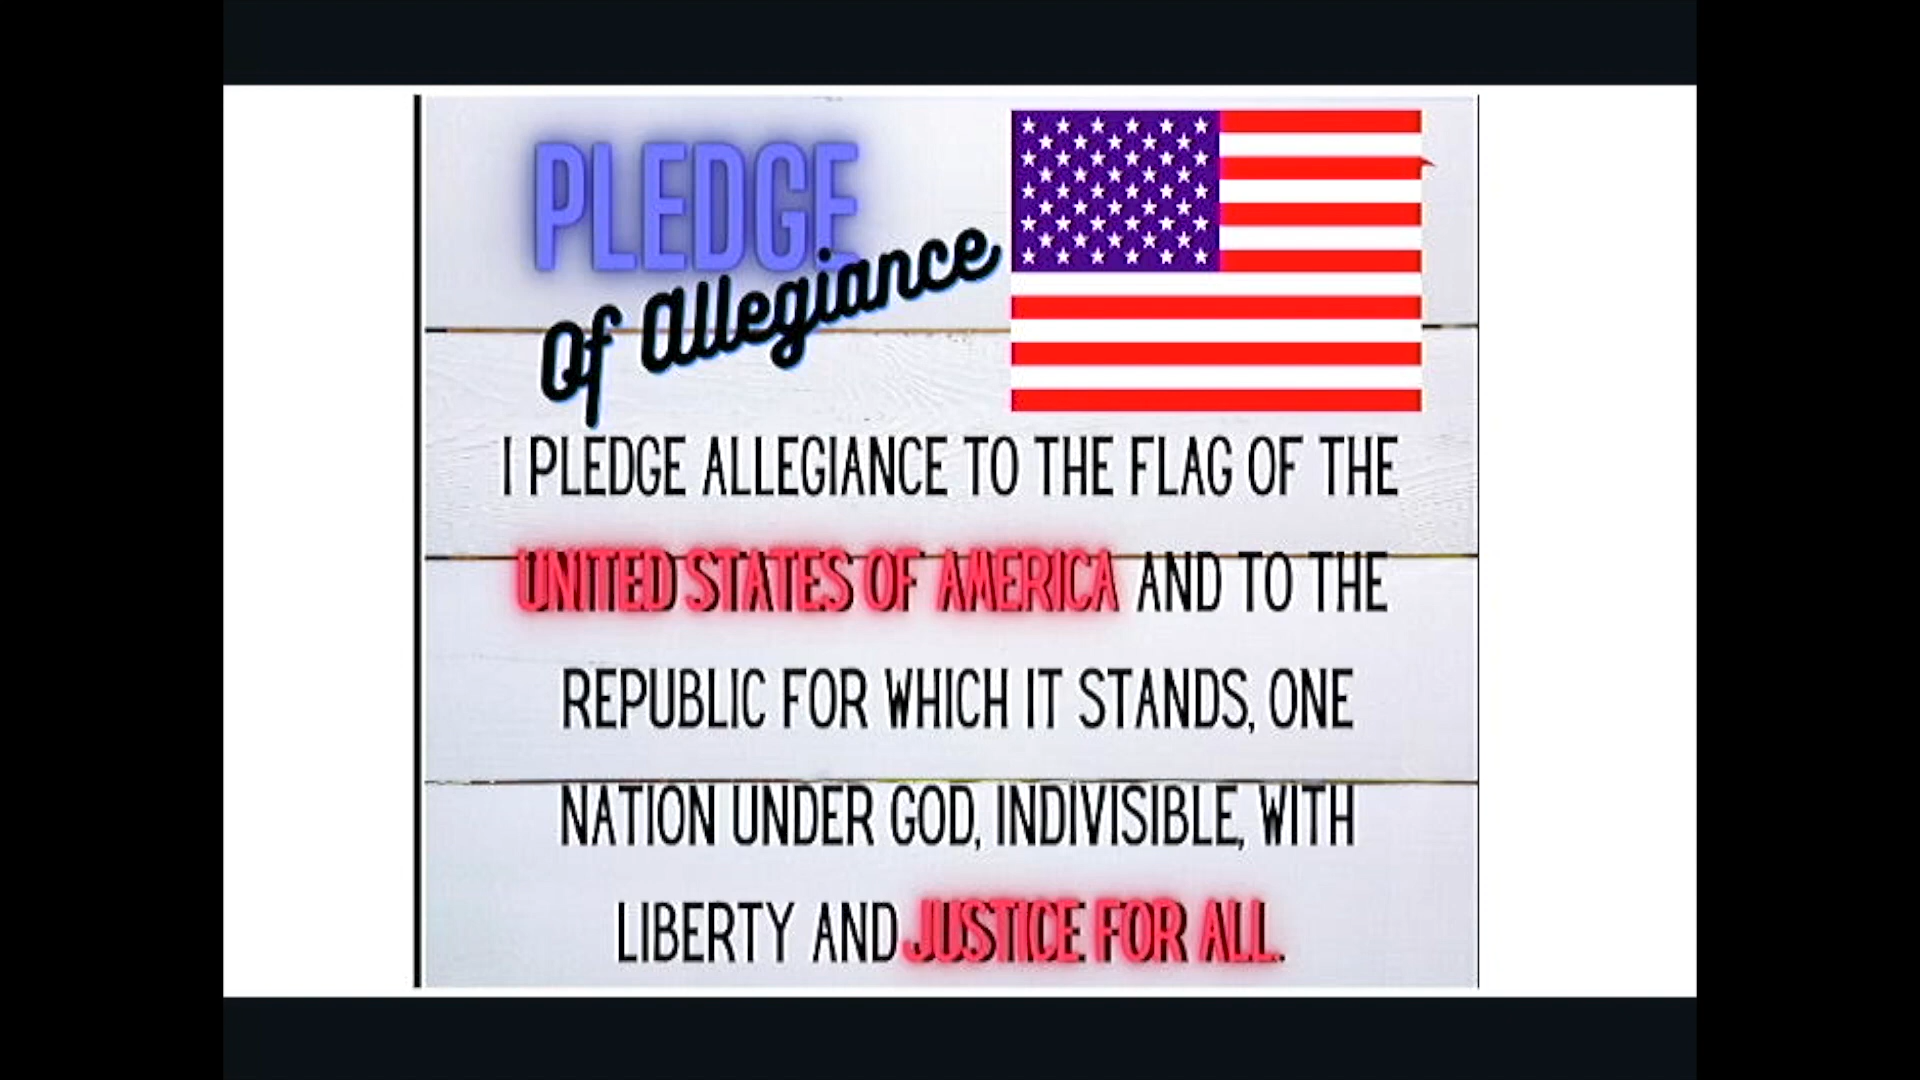 PLEDGE
Of Allegiance
I PLEDGE ALLEGIANCE TO THE FLAG OF THE
UNITED STATES OF AMERICA AND TO THE
REPUBLIC FOR WHICH IT STANDS, ONE
NATION UNDER GOD, INDIVISIBLE, WITH
LIBERTY AND JUSTICE FOR ALL.